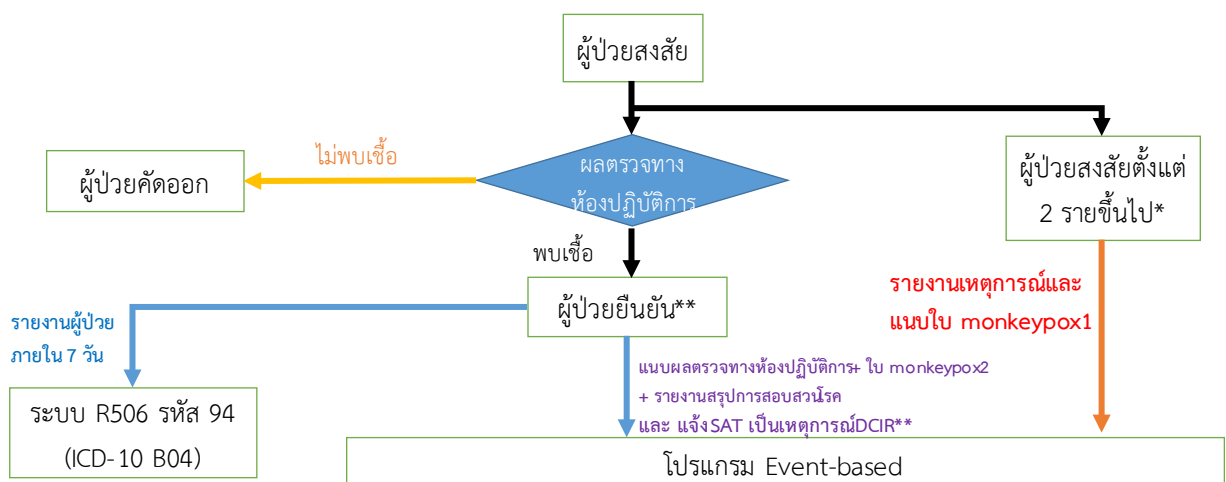 ผู้ป่วยสงสัย
ผลตรวจทาง
ห้องปฏิบัติการ
ไม่พบเชื้อ
ผู้ป่วยคัดออก
ผู้ป่วยสงสัยตั้งแต่
2 รายขึ้นไป*
พบเชื้อ
ผู้ป่วยยืนยัน**
รายงานเหตุการณ์และ
แนบใบ monkeypox1
รายงานผู้ป่วย
ภายใน 7 วัน
แนบผลตรวจทางห้องปฏิบัติการ+ ใบ monkeypox2
+ รายงานสรุปการสอบสวนโรค
และ แจ้ง SAT เป็นเหตุการณ์DCIR**
ระบบ R506 รหัส 94
(ICD-10 B04)
โปรแกรม Event-based